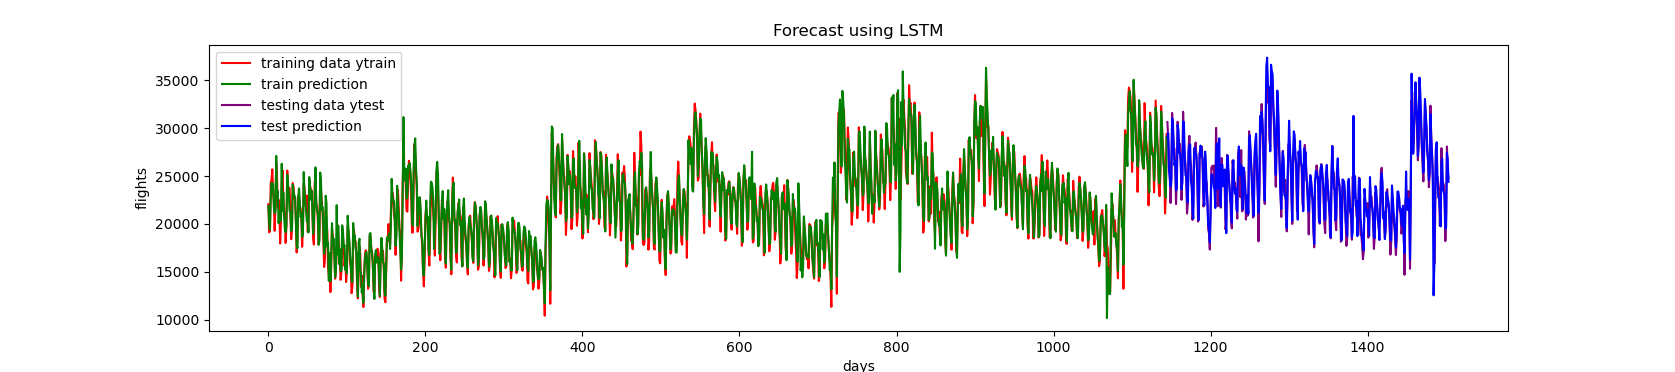 Forecast using LSTM
training data ytrain
train prediction
testing data ytest
test prediction
flights
35000
30000
25000
20000
15000
10000
0 200 400 600 800 1000 1200 1400
days